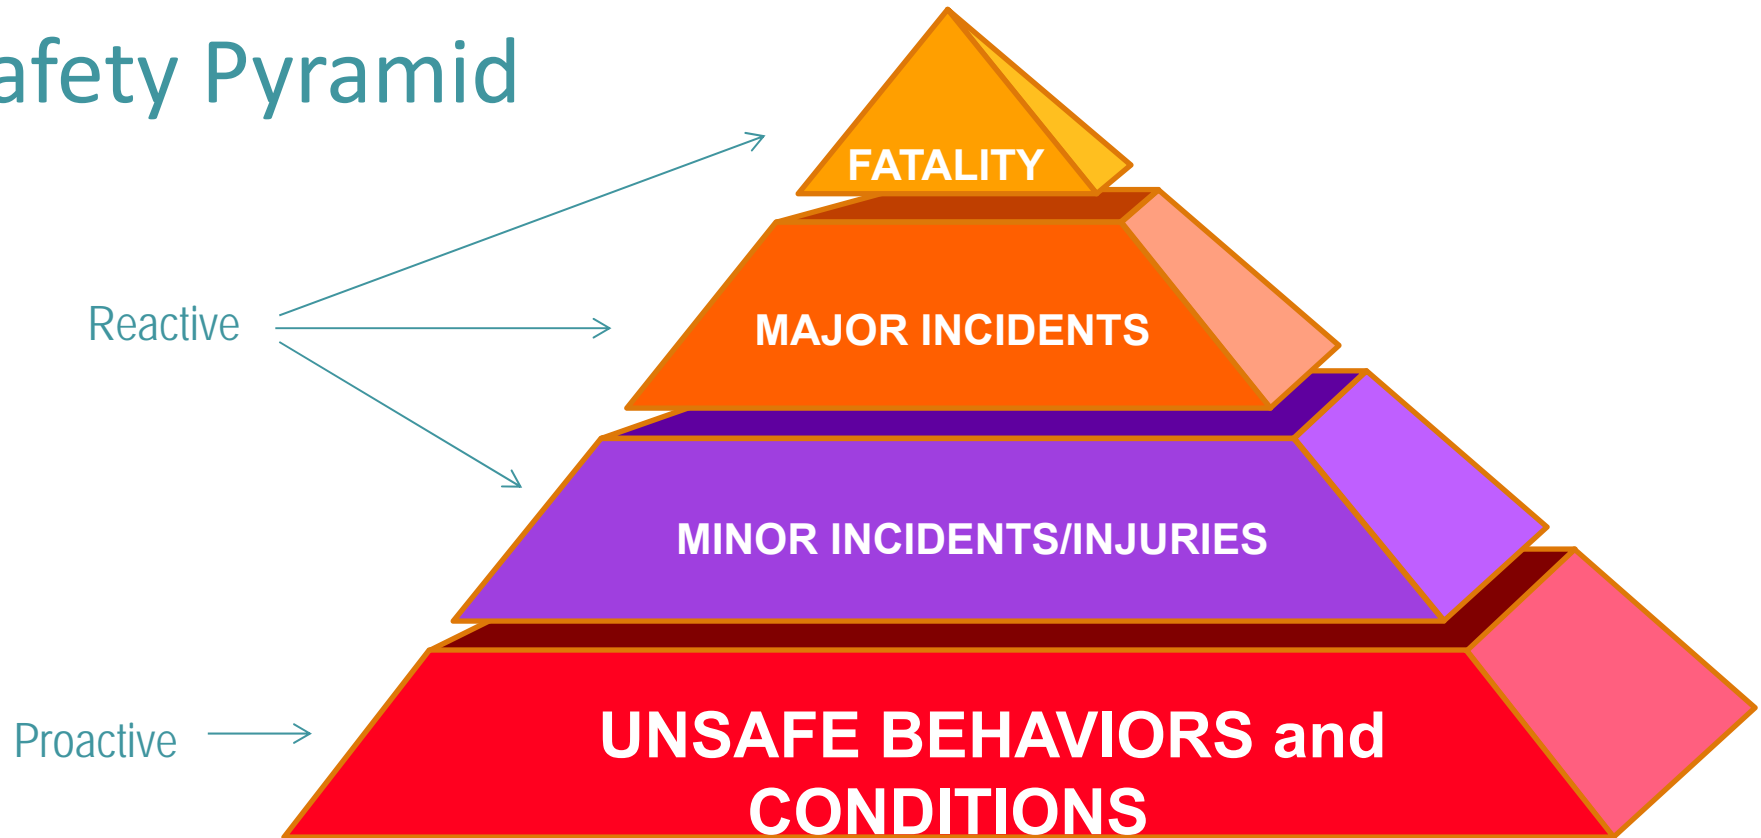 afety Pyramid
FATALITY
Reactive
MAJOR INCIDENTS
MINOR INCIDENTS/INJURIES
Proactive
UNSAFE BEHAVIORS and
CONDITIONS